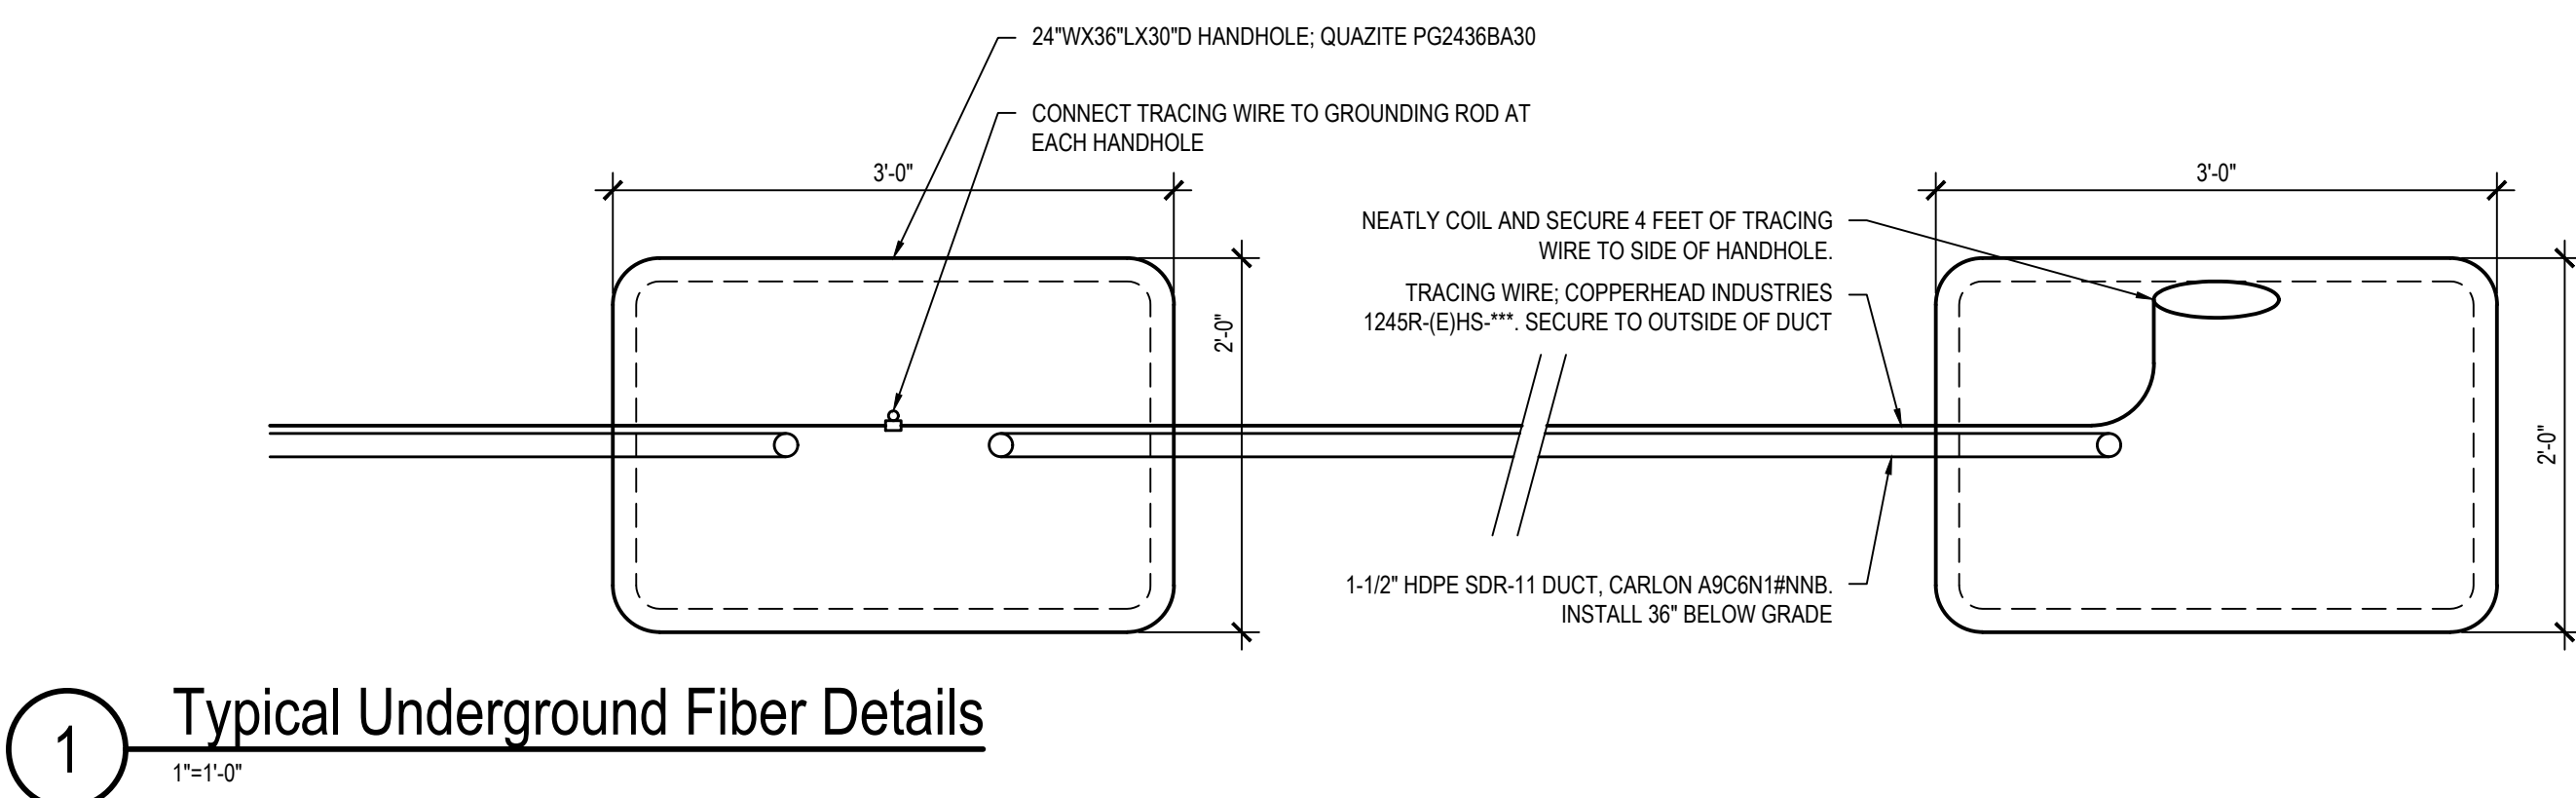 24"WX36"LX30"D HANDHOLE; QUAZITE PG2436BA30
CONNECT TRACING WIRE TO GROUNDING ROD AT
EACH HANDHOLE
3'-0"
3'-0"
NEATLY COIL AND SECURE 4 FEET OF TRACING
WIRE TO SIDE OF HANDHOLE.
TRACING WIRE; COPPERHEAD INDUSTRIES
1245R-(E)HS-***. SECURE TO OUTSIDE OF DUCT
2'-0"
2'-0"
1-1/2" HDPE SDR-11 DUCT, CARLON A9C6N1#NNB.
INSTALL 36" BELOW GRADE
1
Typical Underground Fiber Details
1"=1'-0"